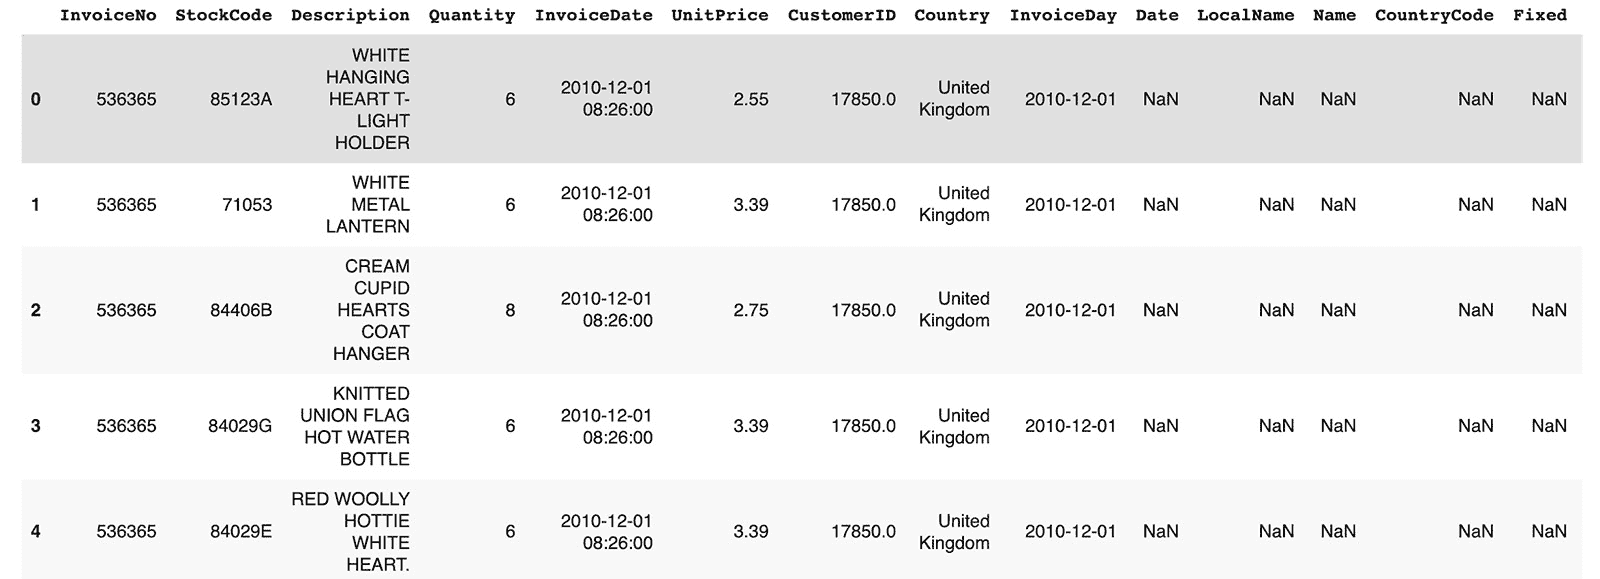 InvoiceNo StockCode Description Quantity InvoiceDate UnitPrice CustomerID Country InvoiceDay Date LocalName Name CountryCode Fixed
0 536365 85123A WHITE HANGING HEART T-LIGHT HOLDER 6 2010-12-01 08:26:00 2.55 17850.0 United Kingdom 2010-12-01 NaN NaN NaN NaN NaN
1 536365 71053 WHITE METAL LANTERN 6 2010-12-01 08:26:00 3.39 17850.0 United Kingdom 2010-12-01 NaN NaN NaN NaN NaN
2 536365 84406B CREAM CUPID HEARTS COAT HANGER 8 2010-12-01 08:26:00 2.75 17850.0 United Kingdom 2010-12-01 NaN NaN NaN NaN NaN
3 536365 84029G KNITTED UNION FLAG HOT WATER BOTTLE 6 2010-12-01 08:26:00 3.39 17850.0 United Kingdom 2010-12-01 NaN NaN NaN NaN NaN
4 536365 84029E RED WOOLLY HOTTIE WHITE HEART. 6 2010-12-01 08:26:00 3.39 17850.0 United Kingdom 2010-12-01 NaN NaN NaN NaN NaN